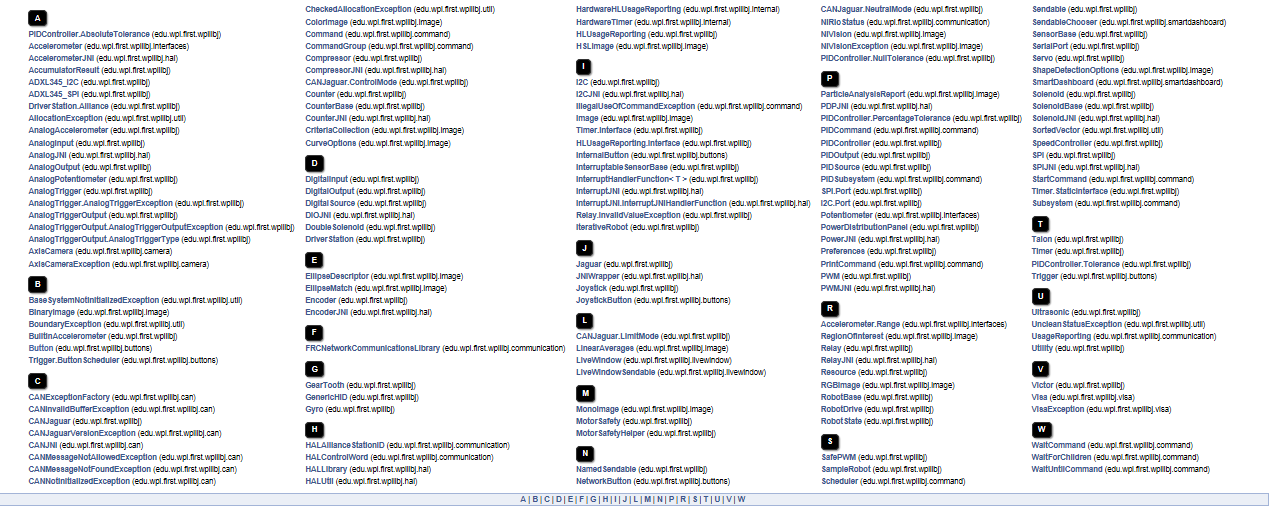 A
PIDController.AbsoluteTolerance (edu.wpi.first.wpilibj)
Accelerometer (edu.wpi.first.wpilibj.interfaces)
AccelerometerJNI (edu.wpi.first.wpilibj.hal)
AccumulatorResult (edu.wpi.first.wpilibj)
ADXL345_I2C (edu.wpi.first.wpilibj)
ADXL345_SPI (edu.wpi.first.wpilibj)
DriverStation.Alliance (edu.wpi.first.wpilibj)
AllocationException (edu.wpi.first.wpilibj.util)
AnalogAccelerometer (edu.wpi.first.wpilibj)
AnalogInput (edu.wpi.first.wpilibj)
AnalogJNI (edu.wpi.first.wpilibj.hal)
AnalogOutput (edu.wpi.first.wpilibj)
AnalogPotentiometer (edu.wpi.first.wpilibj)
AnalogTrigger (edu.wpi.first.wpilibj)
AnalogTrigger.AnalogTriggerException (edu.wpi.first.wpilibj)
AnalogTriggerOutput (edu.wpi.first.wpilibj)
AnalogTriggerOutput.AnalogTriggerOutputException (edu.wpi.first.wpilibj)
AnalogTriggerOutput.AnalogTriggerType (edu.wpi.first.wpilibj)
AxisCamera (edu.wpi.first.wpilibj.camera)
AxisCameraException (edu.wpi.first.wpilibj.camera)
B
BaseSystemNotInitializedException (edu.wpi.first.wpilibj.util)
BinaryImage (edu.wpi.first.wpilibj.image)
BoundaryException (edu.wpi.first.wpilibj.util)
BuiltInAccelerometer (edu.wpi.first.wpilibj)
Button (edu.wpi.first.wpilibj.buttons)
Trigger.ButtonScheduler (edu.wpi.first.wpilibj.buttons)
C
CANExceptionFactory (edu.wpi.first.wpilibj.can)
CANInvalidBufferException (edu.wpi.first.wpilibj.can)
CANJaguar (edu.wpi.first.wpilibj)
CANJaguarVersionException (edu.wpi.first.wpilibj.can)
CANJNI (edu.wpi.first.wpilibj.can)
CANMessageNotAllowedException (edu.wpi.first.wpilibj.can)
CANMessageNotFoundException (edu.wpi.first.wpilibj.can)
CANNotInitializedException (edu.wpi.first.wpilibj.can)
CheckedAllocationException (edu.wpi.first.wpilibj.util)
ColorImage (edu.wpi.first.wpilibj.image)
Command (edu.wpi.first.wpilibj.command)
CommandGroup (edu.wpi.first.wpilibj.command)
Compressor (edu.wpi.first.wpilibj)
CompressorJNI (edu.wpi.first.wpilibj.hal)
CANJaguar.ControlMode (edu.wpi.first.wpilibj)
Counter (edu.wpi.first.wpilibj)
CounterBase (edu.wpi.first.wpilibj)
CounterJNI (edu.wpi.first.wpilibj.hal)
CriteriaCollection (edu.wpi.first.wpilibj.image)
CurveOptions (edu.wpi.first.wpilibj.image)
D
DigitalInput (edu.wpi.first.wpilibj)
DigitalOutput (edu.wpi.first.wpilibj)
DigitalSource (edu.wpi.first.wpilibj)
DIOJNI (edu.wpi.first.wpilibj.hal)
DoubleSolenoid (edu.wpi.first.wpilibj)
DriverStation (edu.wpi.first.wpilibj)
E
EllipseDescriptor (edu.wpi.first.wpilibj.image)
EllipseMatch (edu.wpi.first.wpilibj.image)
Encoder (edu.wpi.first.wpilibj)
EncoderJNI (edu.wpi.first.wpilibj.hal)
F
FRCNetworkCommunicationsLibrary (edu.wpi.first.wpilibj.communication)
G
GearTooth (edu.wpi.first.wpilibj)
GenericHID (edu.wpi.first.wpilibj)
Gyro (edu.wpi.first.wpilibj)
H
HALAllianceStationID (edu.wpi.first.wpilibj.communication)
HALControlWord (edu.wpi.first.wpilibj.communication)
HALLibrary (edu.wpi.first.wpilibj.hal)
HALUtil (edu.wpi.first.wpilibj.hal)
HardwareHLUsageReporting (edu.wpi.first.wpilibj.internal)
HardwareTimer (edu.wpi.first.wpilibj.internal)
HLUsageReporting (edu.wpi.first.wpilibj)
HSLImage (edu.wpi.first.wpilibj.image)
I
I2C (edu.wpi.first.wpilibj)
I2CJNI (edu.wpi.first.wpilibj.hal)
IllegalUseOfCommandException (edu.wpi.first.wpilibj.command)
Image (edu.wpi.first.wpilibj.image)
Timer.Interface (edu.wpi.first.wpilibj)
HLUsageReporting.Interface (edu.wpi.first.wpilibj)
InternalButton (edu.wpi.first.wpilibj.buttons)
InterruptableSensorBase (edu.wpi.first.wpilibj)
InterruptHandlerFunction< T > (edu.wpi.first.wpilibj)
InterruptJNI (edu.wpi.first.wpilibj.hal)
InterruptJNI.InterruptJNIHandlerFunction (edu.wpi.first.wpilibj.hal)
Relay.InvalidValueException (edu.wpi.first.wpilibj)
IterativeRobot (edu.wpi.first.wpilibj)
J
Jaguar (edu.wpi.first.wpilibj)
JNIWrapper (edu.wpi.first.wpilibj.hal)
Joystick (edu.wpi.first.wpilibj)
JoystickButton (edu.wpi.first.wpilibj.buttons)
L
CANJaguar.LimitMode (edu.wpi.first.wpilibj)
LinearAverages (edu.wpi.first.wpilibj.image)
LiveWindow (edu.wpi.first.wpilibj.livewindow)
LiveWindowSendable (edu.wpi.first.wpilibj.livewindow)
M
MonoImage (edu.wpi.first.wpilibj.image)
MotorSafety (edu.wpi.first.wpilibj)
MotorSafetyHelper (edu.wpi.first.wpilibj)
N
NamedSendable (edu.wpi.first.wpilibj)
NetworkButton (edu.wpi.first.wpilibj.buttons)
CANJaguar.NeutralMode (edu.wpi.first.wpilibj)
NIRioStatus (edu.wpi.first.wpilibj.communication)
NIVision (edu.wpi.first.wpilibj.image)
NIVisionException (edu.wpi.first.wpilibj.image)
PIDController.NullTolerance (edu.wpi.first.wpilibj)
P
ParticleAnalysisReport (edu.wpi.first.wpilibj.image)
PDPJNI (edu.wpi.first.wpilibj.hal)
PIDController.PercentageTolerance (edu.wpi.first.wpilibj)
PIDCommand (edu.wpi.first.wpilibj.command)
PIDController (edu.wpi.first.wpilibj)
PIDOutput (edu.wpi.first.wpilibj)
PIDSource (edu.wpi.first.wpilibj)
PIDSubsystem (edu.wpi.first.wpilibj.command)
SPI.Port (edu.wpi.first.wpilibj)
I2C.Port (edu.wpi.first.wpilibj)
Potentiometer (edu.wpi.first.wpilibj.interfaces)
PowerDistributionPanel (edu.wpi.first.wpilibj)
PowerJNI (edu.wpi.first.wpilibj.hal)
Preferences (edu.wpi.first.wpilibj)
PrintCommand (edu.wpi.first.wpilibj.command)
PWM (edu.wpi.first.wpilibj)
PWMJNI (edu.wpi.first.wpilibj.hal)
R
Accelerometer.Range (edu.wpi.first.wpilibj.interfaces)
RegionOfInterest (edu.wpi.first.wpilibj.image)
Relay (edu.wpi.first.wpilibj)
RelayJNI (edu.wpi.first.wpilibj.hal)
Resource (edu.wpi.first.wpilibj)
RGBImage (edu.wpi.first.wpilibj.image)
RobotBase (edu.wpi.first.wpilibj)
RobotDrive (edu.wpi.first.wpilibj)
RobotState (edu.wpi.first.wpilibj)
S
SafePWM (edu.wpi.first.wpilibj)
SampleRobot (edu.wpi.first.wpilibj)
Scheduler (edu.wpi.first.wpilibj.command)
Sendable (edu.wpi.first.wpilibj)
SendableChooser (edu.wpi.first.wpilibj.smartdashboard)
SensorBase (edu.wpi.first.wpilibj)
SerialPort (edu.wpi.first.wpilibj)
Servo (edu.wpi.first.wpilibj)
ShapeDetectionOptions (edu.wpi.first.wpilibj.image)
SmartDashboard (edu.wpi.first.wpilibj.smartdashboard)
Solenoid (edu.wpi.first.wpilibj)
SolenoidBase (edu.wpi.first.wpilibj)
SolenoidJNI (edu.wpi.first.wpilibj.hal)
SortedVector (edu.wpi.first.wpilibj.util)
SpeedController (edu.wpi.first.wpilibj)
SPI (edu.wpi.first.wpilibj)
SPIJNI (edu.wpi.first.wpilibj.hal)
StartCommand (edu.wpi.first.wpilibj.command)
Timer.StaticInterface (edu.wpi.first.wpilibj)
Subsystem (edu.wpi.first.wpilibj.command)
T
Talon (edu.wpi.first.wpilibj)
Timer (edu.wpi.first.wpilibj)
PIDController.Tolerance (edu.wpi.first.wpilibj)
Trigger (edu.wpi.first.wpilibj.buttons)
U
Ultrasonic (edu.wpi.first.wpilibj)
UncleanStatusException (edu.wpi.first.wpilibj.util)
UsageReporting (edu.wpi.first.wpilibj.communication)
Utility (edu.wpi.first.wpilibj)
V
Victor (edu.wpi.first.wpilibj)
Visa (edu.wpi.first.wpilibj.visa)
VisaException (edu.wpi.first.wpilibj.visa)
W
WaitCommand (edu.wpi.first.wpilibj.command)
WaitForChildren (edu.wpi.first.wpilibj.command)
WaitUntilCommand (edu.wpi.first.wpilibj.command)
A | B | C | D | E | F | G | H | I | J | L | M | N | P | R | S | T | U | V | W